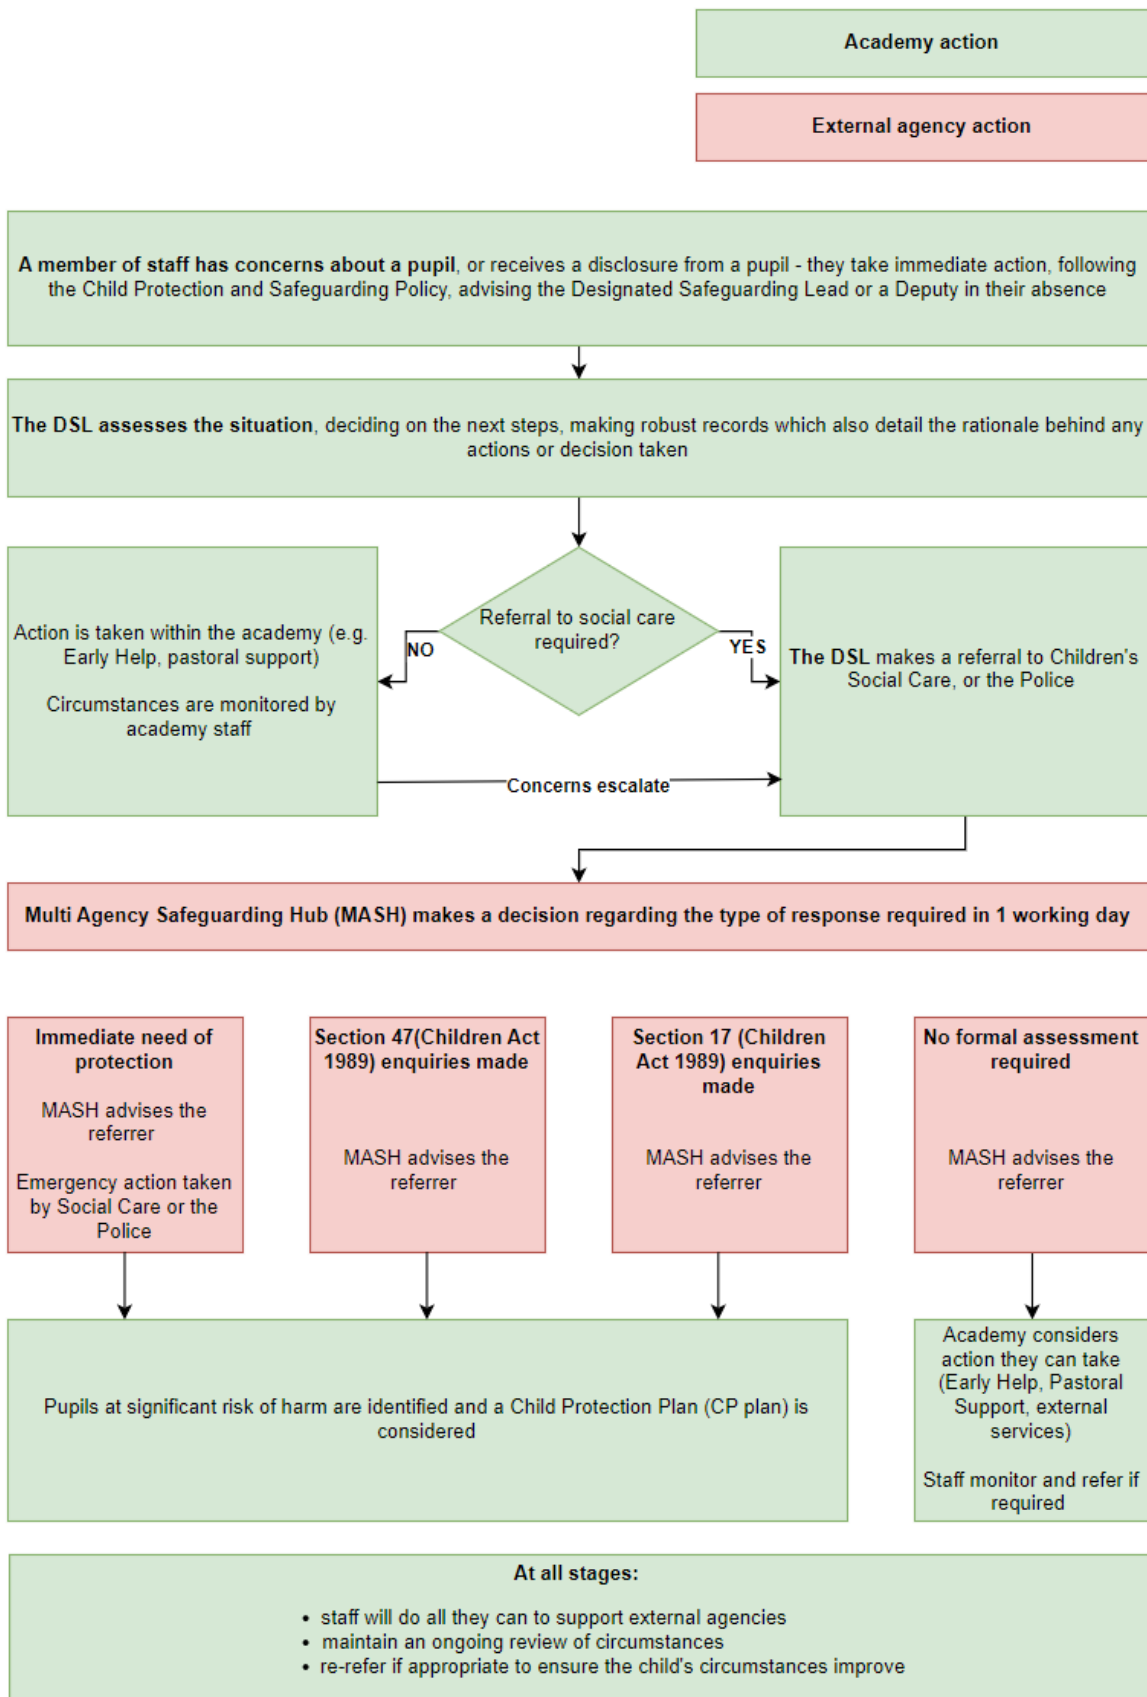 Academy action
External agency action
A member of staff has concerns about a pupil, or receives a disclosure from a pupil - they take immediate action, following
the Child Protection and Safeguarding Policy, advising the Designated Safeguarding Lead or a Deputy in their absence
The DSL assesses the situation, deciding on the next steps, making robust records which also detail the rationale behind any
actions or decision taken
Referral to social care
required?
NO
YES
Action is taken within the academy (e.g.
Early Help, pastoral support)
Circumstances are monitored by
academy staff
The DSL makes a referral to Children's
Social Care, or the Police
Concerns escalate
Multi Agency Safeguarding Hub (MASH) makes a decision regarding the type of response required in 1 working day
Immediate need of
protection
MASH advises the
referrer
Emergency action taken
by Social Care or the
Police
Section 47(Children Act
1989) enquiries made
MASH advises the
referrer
Section 17 (Children
Act 1989) enquiries
made
MASH advises the
referrer
No formal assessment
required
MASH advises the
referrer
Pupils at significant risk of harm are identified and a Child Protection Plan (CP plan) is
considered
Academy considers
action they can take
(Early Help, Pastoral
Support, external
services)
Staff monitor and refer if
required
At all stages:
• staff will do all they can to support external agencies
• maintain an ongoing review of circumstances
• re-refer if appropriate to ensure the child's circumstances improve